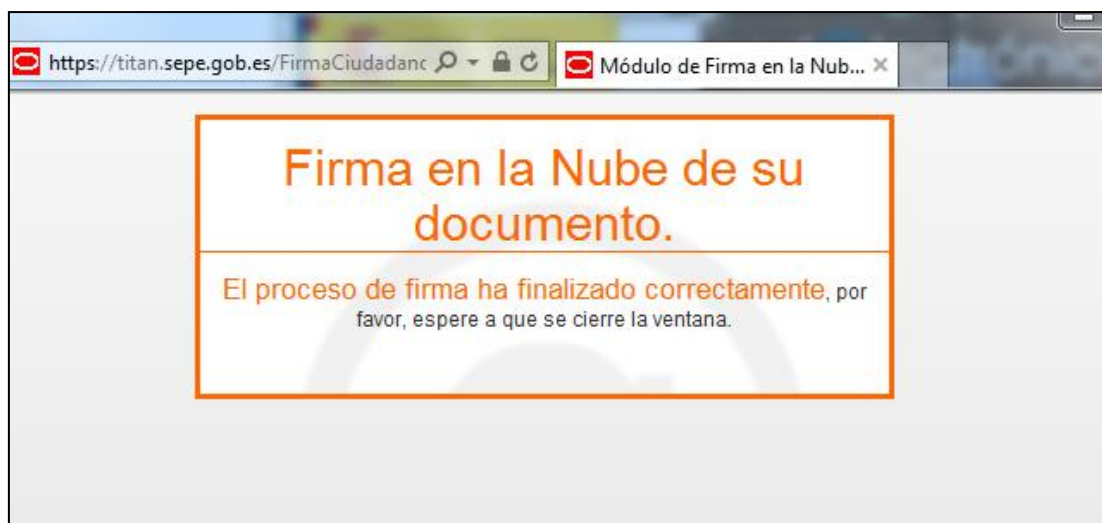 https://titan.sepe.gob.es/FirmaCiudadanc
Módulo de Firma en la Nub...
Firma en la Nube de su
documento.
El proceso de firma ha finalizado correctamente, por
favor, espere a que se cierre la ventana.